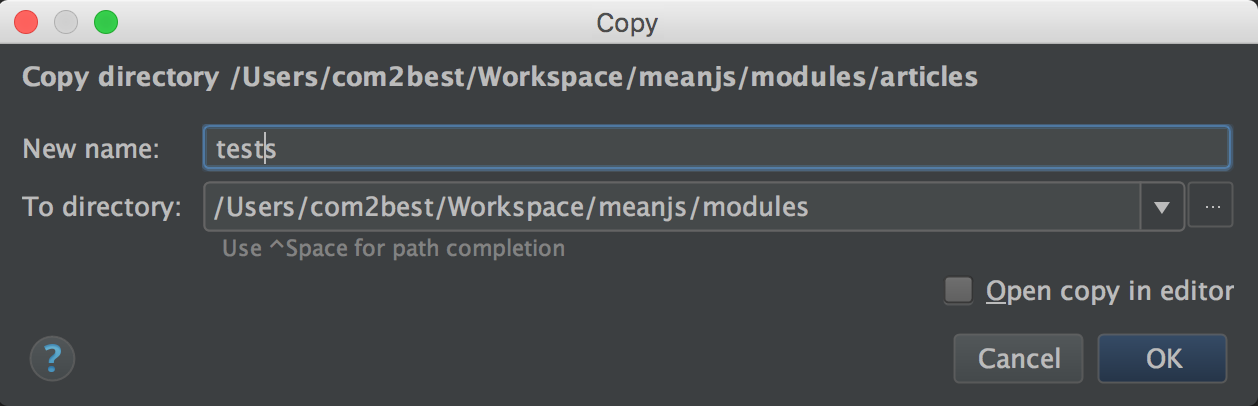 Copy
Copy directory /Users/com2best/Workspace/meanjs/modules/articles
New name: tests
To directory: /Users/com2best/Workspace/meanjs/modules ...
Use ^Space for path completion
Open copy in editor
? Cancel OK